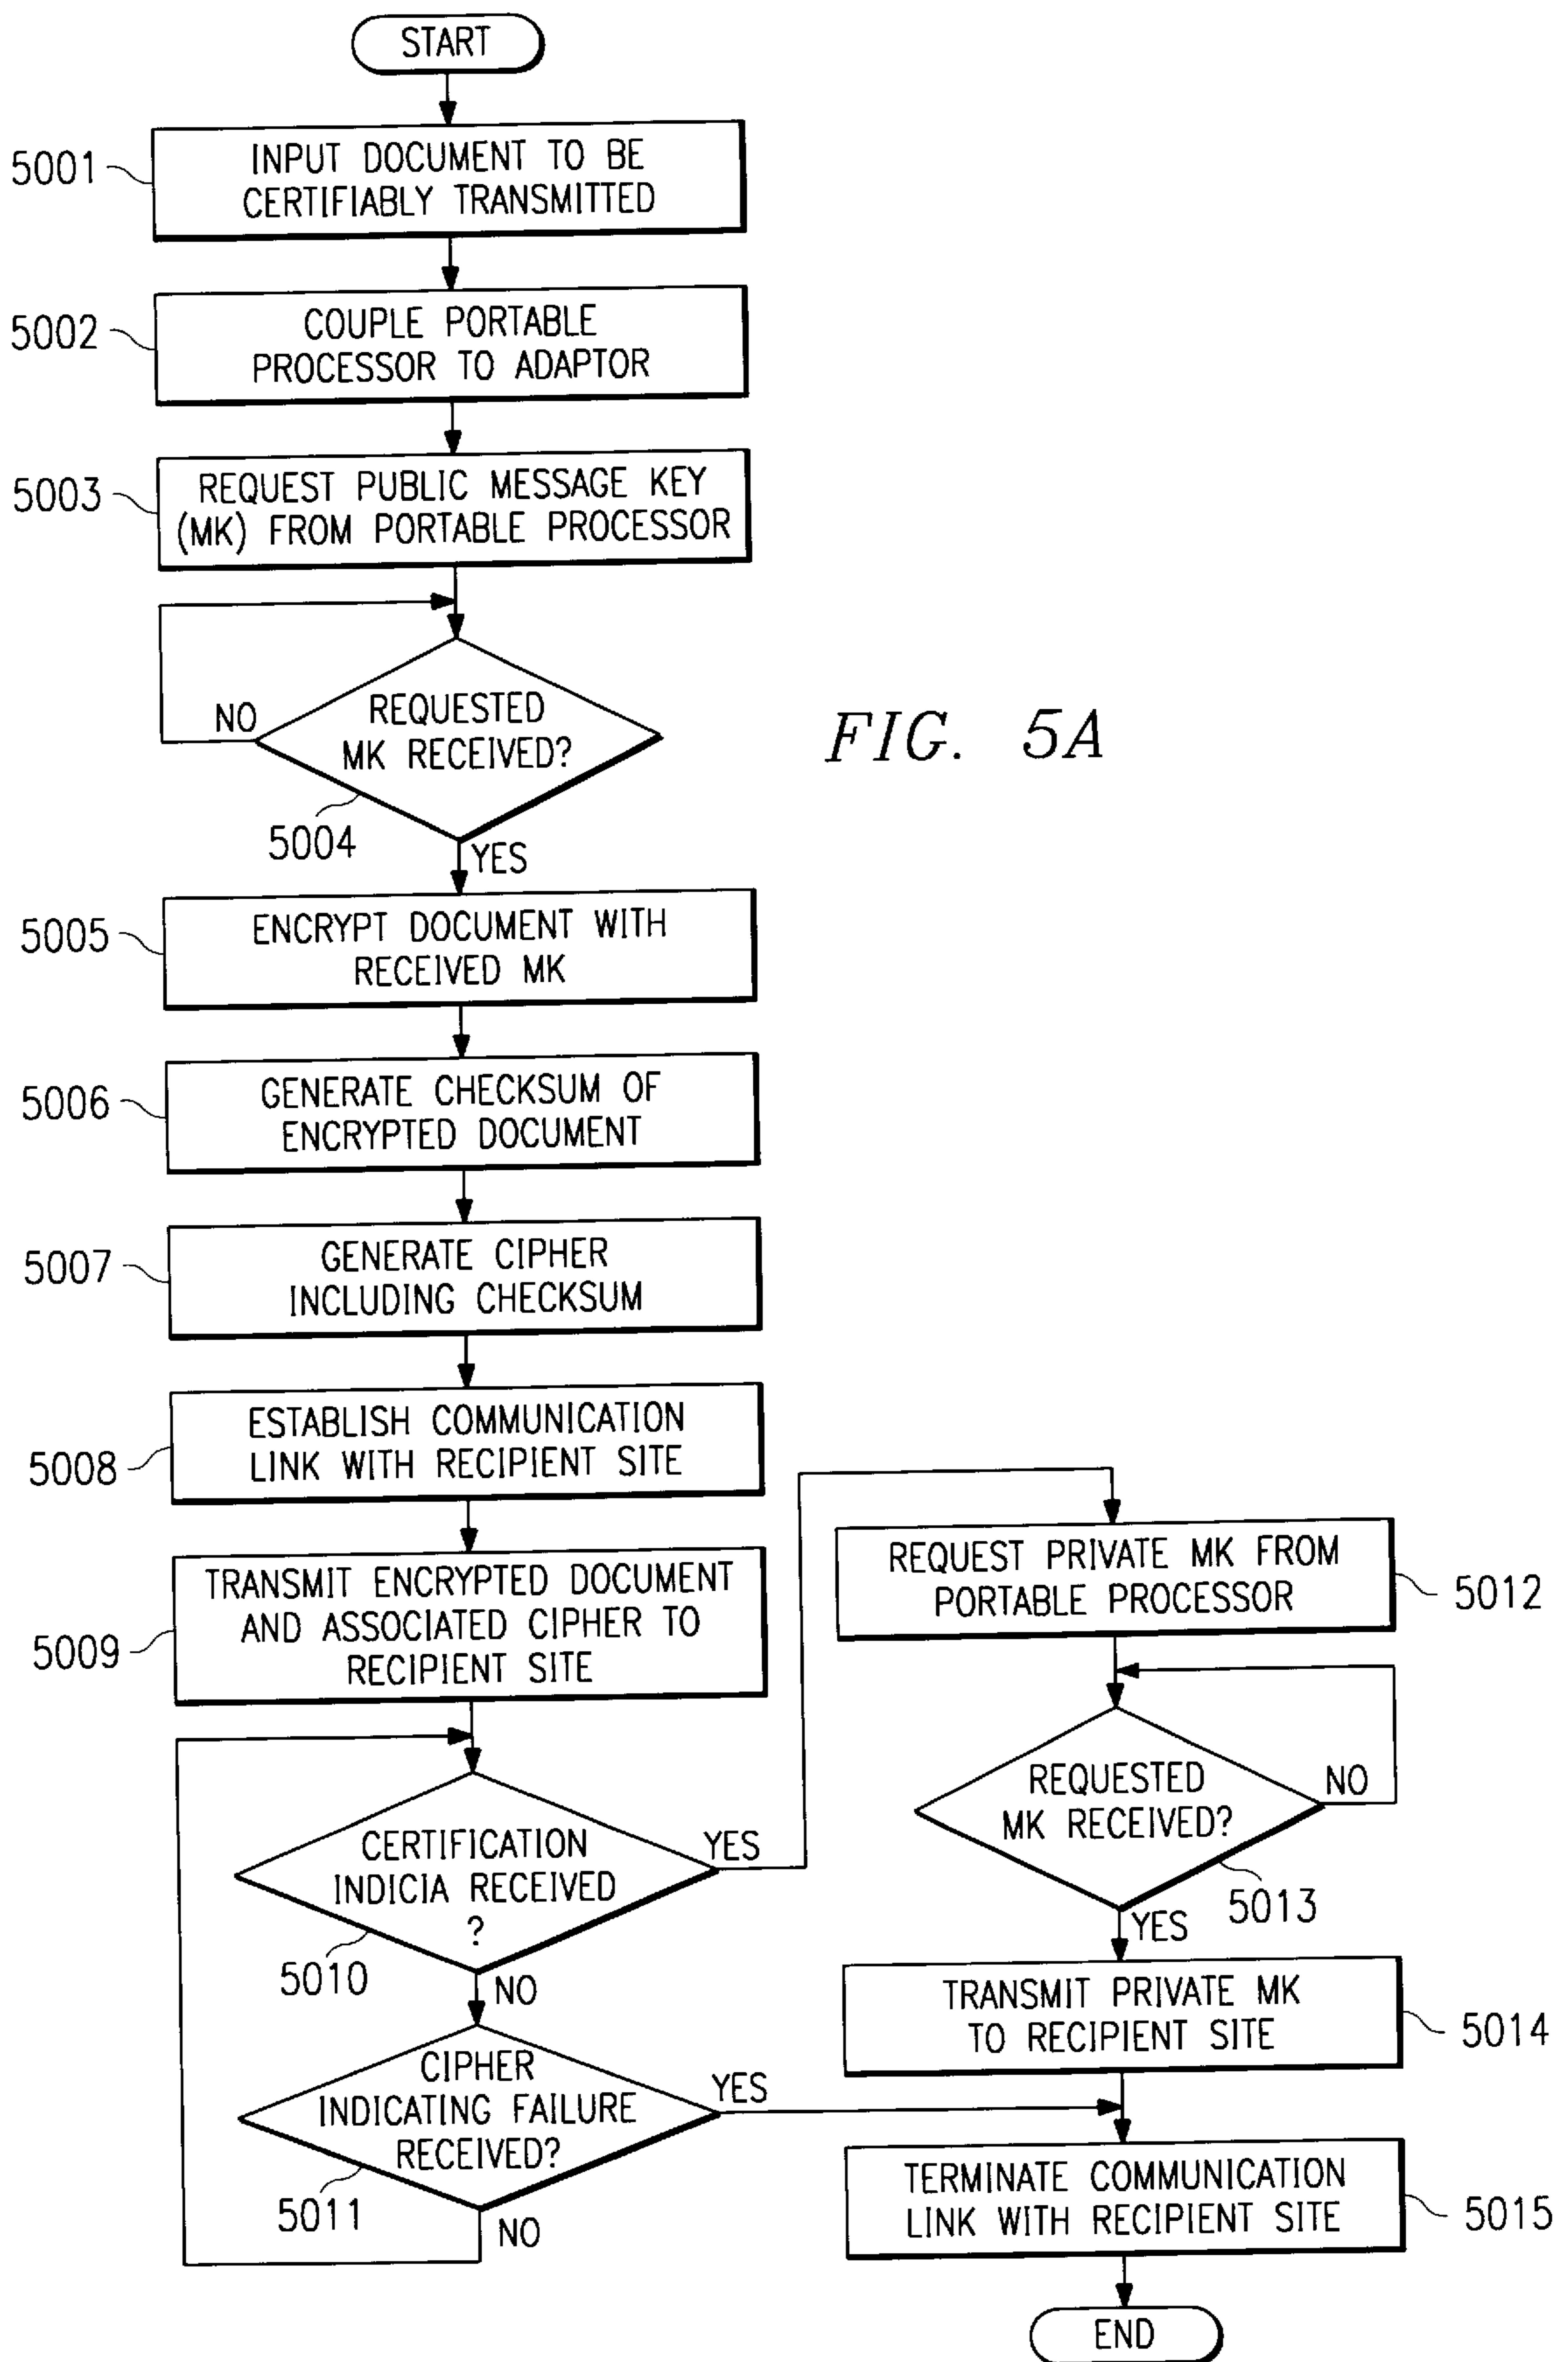 START
5001
INPUT DOCUMENT TO BE
CERTIFIABLY TRANSMITTED
5002
COUPLE PORTABLE
PROCESSOR TO ADAPTOR
5003
REQUEST PUBLIC MESSAGE KEY
(MK) FROM PORTABLE PROCESSOR
NO
REQUESTED
MK RECEIVED?
5004
YES
FIG. 5A
5005
ENCRYPT DOCUMENT WITH
RECEIVED MK
5006
GENERATE CHECKSUM OF
ENCRYPTED DOCUMENT
5007
GENERATE CIPHER
INCLUDING CHECKSUM
5008
ESTABLISH COMMUNICATION
LINK WITH RECIPIENT SITE
5009
TRANSMIT ENCRYPTED DOCUMENT
AND ASSOCIATED CIPHER TO
RECIPIENT SITE
CERTIFICATION
INDICIA RECEIVED
?
YES
5010
NO
CIPHER
INDICATING FAILURE
RECEIVED?
YES
5011
NO
REQUEST PRIVATE MK FROM
PORTABLE PROCESSOR
5012
REQUESTED
MK RECEIVED?
NO
5013
YES
TRANSMIT PRIVATE MK
TO RECIPIENT SITE
5014
TERMINATE COMMUNICATION
LINK WITH RECIPIENT SITE
5015
END